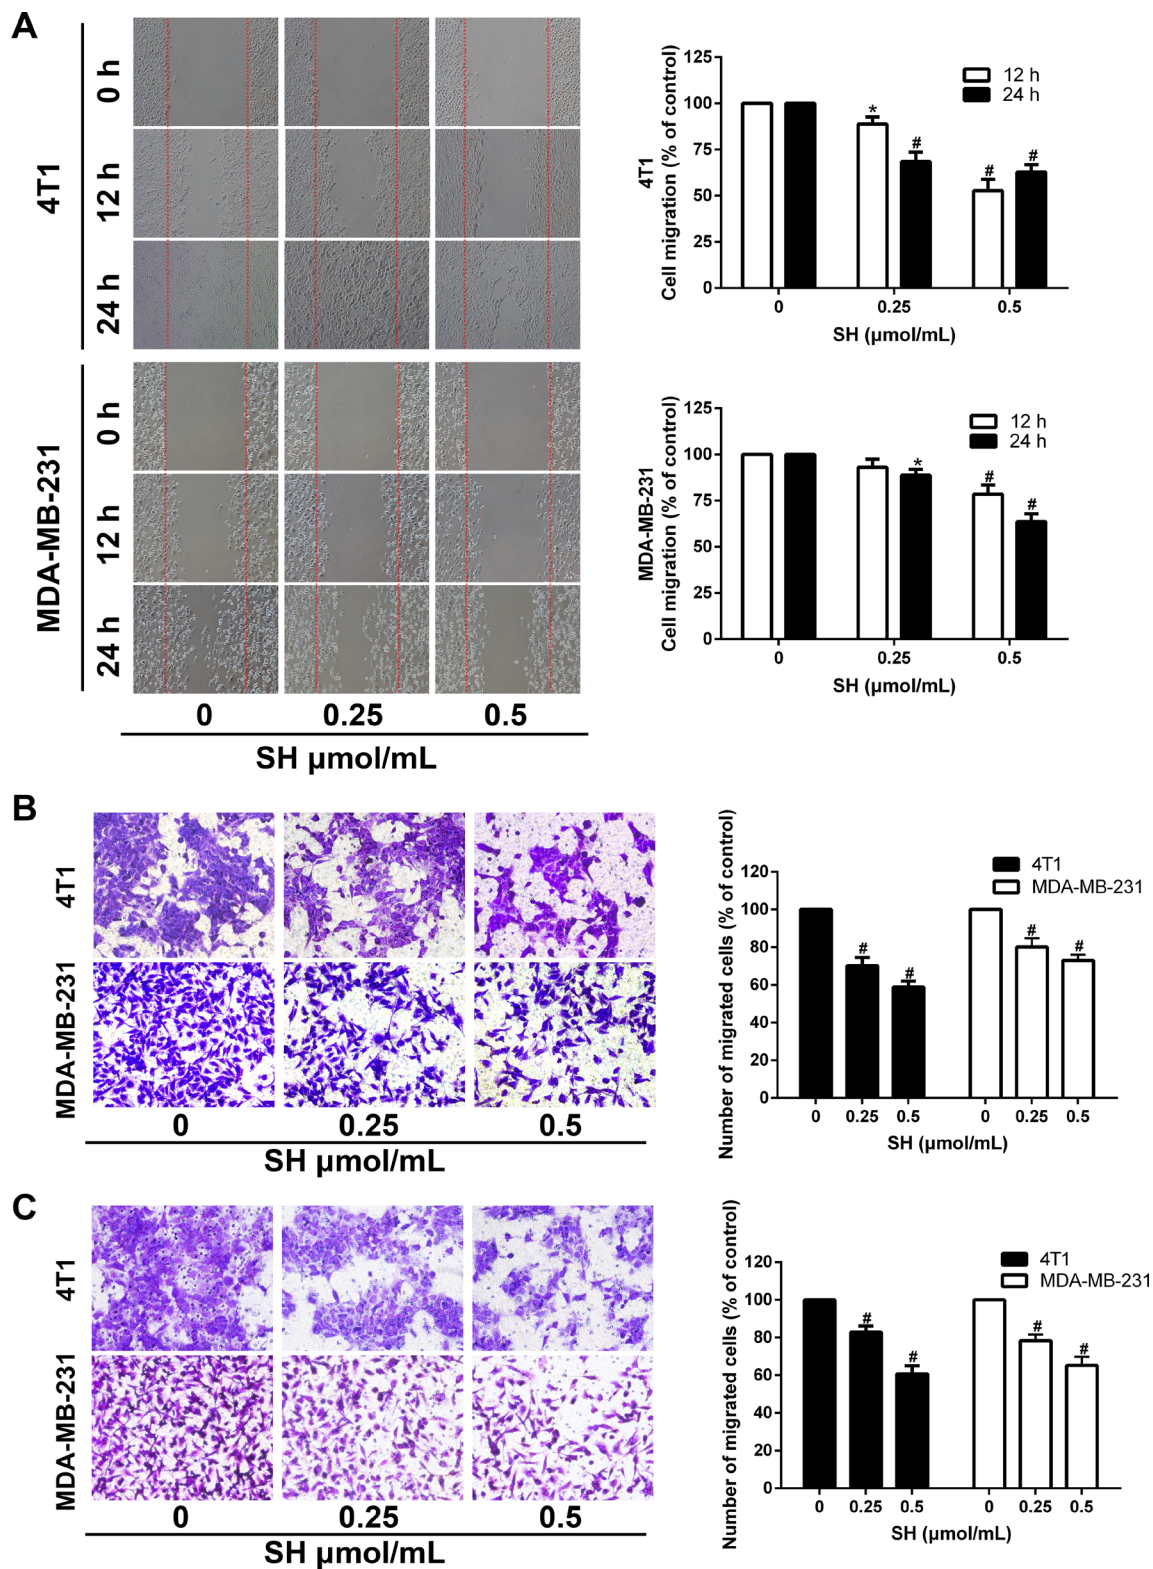 A
4T1
0 h
12 h
24 h
MDA-MB-231
0 h
12 h
24 h
0 0.25 0.5
SH µmol/mL
4T1
Cell migration (% of control)
125
100
75
50
25
0
12 h
24 h
*
#
#
#
0 0.25 0.5
SH (µmol/mL)
MDA-MB-231
Cell migration (% of control)
125
100
75
50
25
0
12 h
24 h
*
#
#
0 0.25 0.5
SH (µmol/mL)
B
4T1
MDA-MB-231
0 0.25 0.5
SH µmol/mL
Number of migrated cells (% of control)
120
100
80
60
40
20
0
4T1
MDA-MB-231
#
#
#
#
0 0.25 0.5 0 0.25 0.5
SH (µmol/mL)
C
4T1
MDA-MB-231
0 0.25 0.5
SH µmol/mL
Number of migrated cells (% of control)
120
100
80
60
40
20
0
4T1
MDA-MB-231
#
#
#
#
0 0.25 0.5 0 0.25 0.5
SH (µmol/mL)